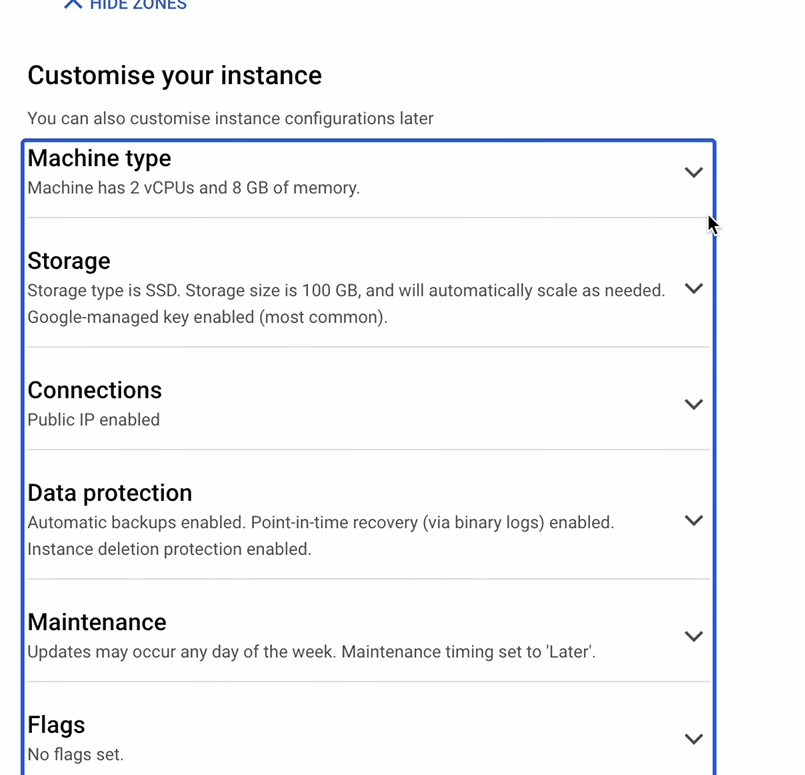 HIDE ZONES
Customise your instance
You can also customise instance configurations later
Machine type
Machine has 2 vCPUs and 8 GB of memory.
Storage
Storage type is SSD. Storage size is 100 GB, and will automatically scale as needed.
Google-managed key enabled (most common).
Connections
Public IP enabled
Data protection
Automatic backups enabled. Point-in-time recovery (via binary logs) enabled.
Instance deletion protection enabled.
Maintenance
Updates may occur any day of the week. Maintenance timing set to 'Later'.
Flags
No flags set.